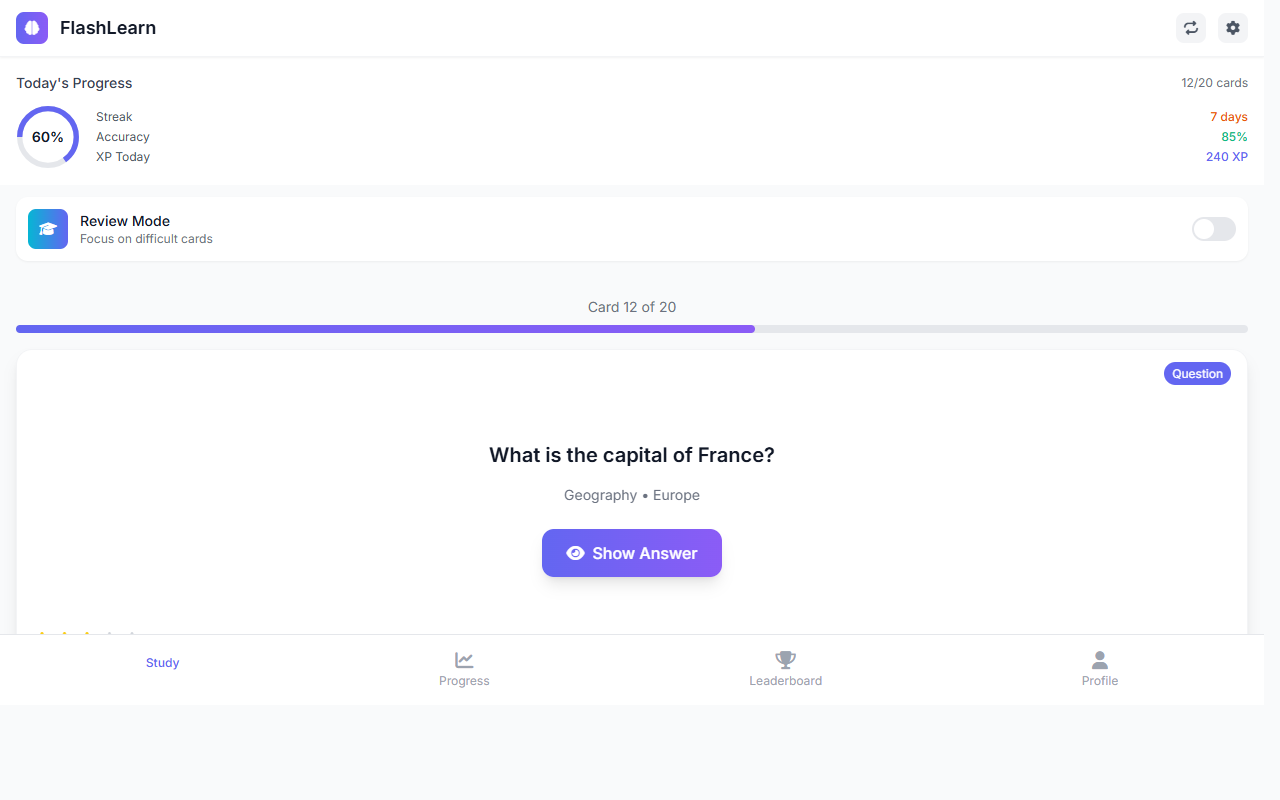 FlashLearn
Today's Progress
12/20 cards
60%
Streak
7 days
Accuracy
85%
XP Today
240 XP
Review Mode
Focus on difficult cards
Card 12 of 20
Question
What is the capital of France?
Geography • Europe
Show Answer
Study
Progress
Leaderboard
Profile